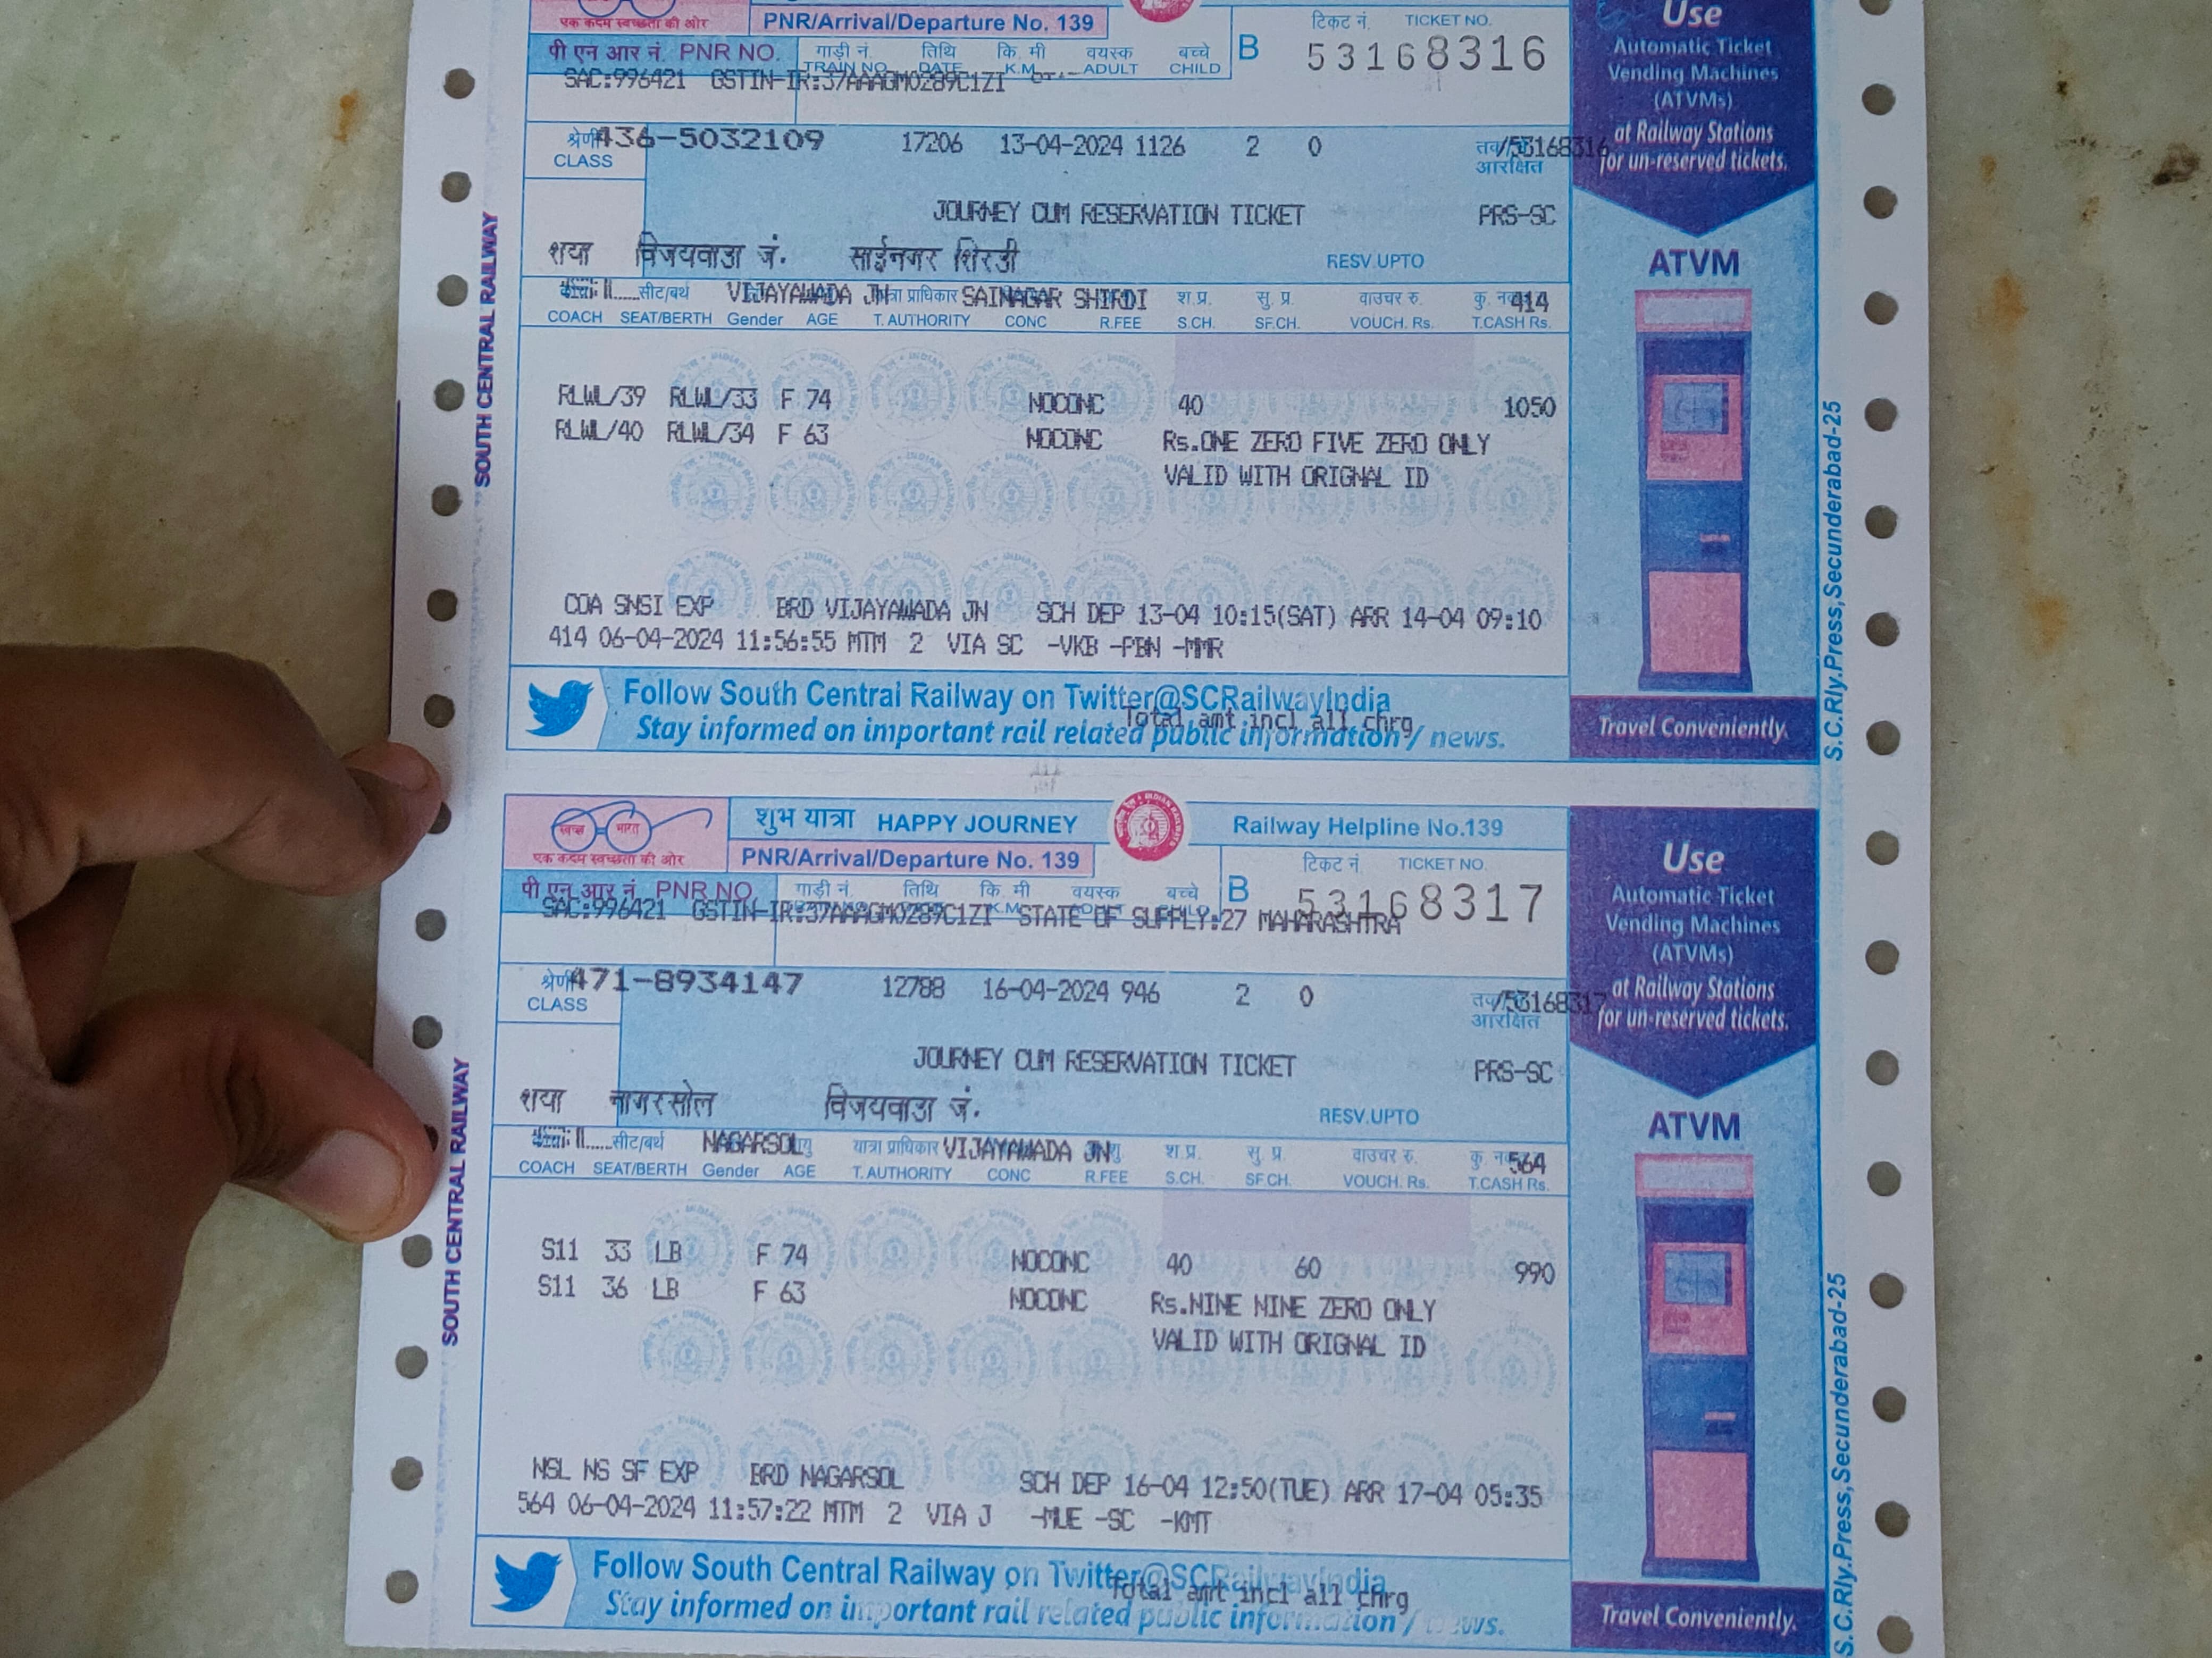 एक कदम स्वच्छता की ओर
PNR/Arrival/Departure No. 139
टिकट नं. TICKET NO.
पी एन आर नं. PNR NO. गाड़ी नं. तिथि कि. मी वयस्क बच्चे B 53168316
TRAIN NO. DATE K.M. ADULT CHILD
SAC:996421 GSTIN-IR:37AAAGM0289C1ZI
श्रेणी 436-5032109 17206 13-04-2024 1126 2 0 /53168316
CLASS आरक्षित
JOURNEY CUM RESERVATION TICKET PRS-SC
शया विजयवाडा जं. साईनगर शिरडी RESV.UPTO
सीट/बर्थ VIJAYAWADA JN यात्रा प्राधिकार SAINAGAR SHIRDI श.प्र. सु. प्र. वाउचर रु. 414
COACH SEAT/BERTH Gender AGE T. AUTHORITY CONC R.FEE S.CH. SF.CH. VOUCH. Rs. T.CASH Rs.
RLWL/39 RLWL/33 F 74 NOCONC 40 1050
RLWL/40 RLWL/34 F 63 NOCONC Rs.ONE ZERO FIVE ZERO ONLY
VALID WITH ORIGNAL ID
COA SNSI EXP BRD VIJAYAWADA JN SCH DEP 13-04 10:15(SAT) ARR 14-04 09:10
414 06-04-2024 11:56:55 MTM 2 VIA SC -VKB -PBN -MMR
Follow South Central Railway on Twitter@SCRailwayIndia
Total amt incl all chrg
Stay informed on important rail related public information / news.
Use
Automatic Ticket
Vending Machines
(ATVMs)
at Railway Stations
for un-reserved tickets.
ATVM
Travel Conveniently.
SOUTH CENTRAL RAILWAY
S.C.Rly.Press,Secunderabad-25
स्वच्छ भारत
एक कदम स्वच्छता की ओर
शुभ यात्रा HAPPY JOURNEY
Railway Helpline No.139
PNR/Arrival/Departure No. 139
टिकट नं TICKET NO.
पी एन आर नं. PNR NO. गाड़ी नं. तिथि कि. मी वयस्क बच्चे B 53168317
SAC:996421 GSTIN-IR:37AAAGM0289C1ZI STATE OF SUPPLY:27 MAHARASHTRA
श्रेणी 471-8934147 12788 16-04-2024 946 2 0 /53168317
CLASS आरक्षित
JOURNEY CUM RESERVATION TICKET PRS-SC
शया नागरसोल विजयवाडा जं. RESV.UPTO
सीट/बर्थ NAGARSOL यात्रा प्राधिकार VIJAYAWADA JN श.प्र. सु. प्र. वाउचर रु. 564
COACH SEAT/BERTH Gender AGE T. AUTHORITY CONC R.FEE S.CH. SF.CH. VOUCH. Rs. T.CASH Rs.
S11 33 LB F 74 NOCONC 40 60 990
S11 36 LB F 63 NOCONC Rs.NINE NINE ZERO ONLY
VALID WITH ORIGNAL ID
NSL NS SF EXP BRD NAGARSOL SCH DEP 16-04 12:50(TUE) ARR 17-04 05:35
564 06-04-2024 11:57:22 MTM 2 VIA J -MUE -SC -KMT
Follow South Central Railway on Twitter@SCRailwayIndia
Total amt incl all chrg
Stay informed on important rail related public information / news.
Use
Automatic Ticket
Vending Machines
(ATVMs)
at Railway Stations
for un-reserved tickets.
ATVM
Travel Conveniently.
SOUTH CENTRAL RAILWAY
S.C.Rly.Press,Secunderabad-25